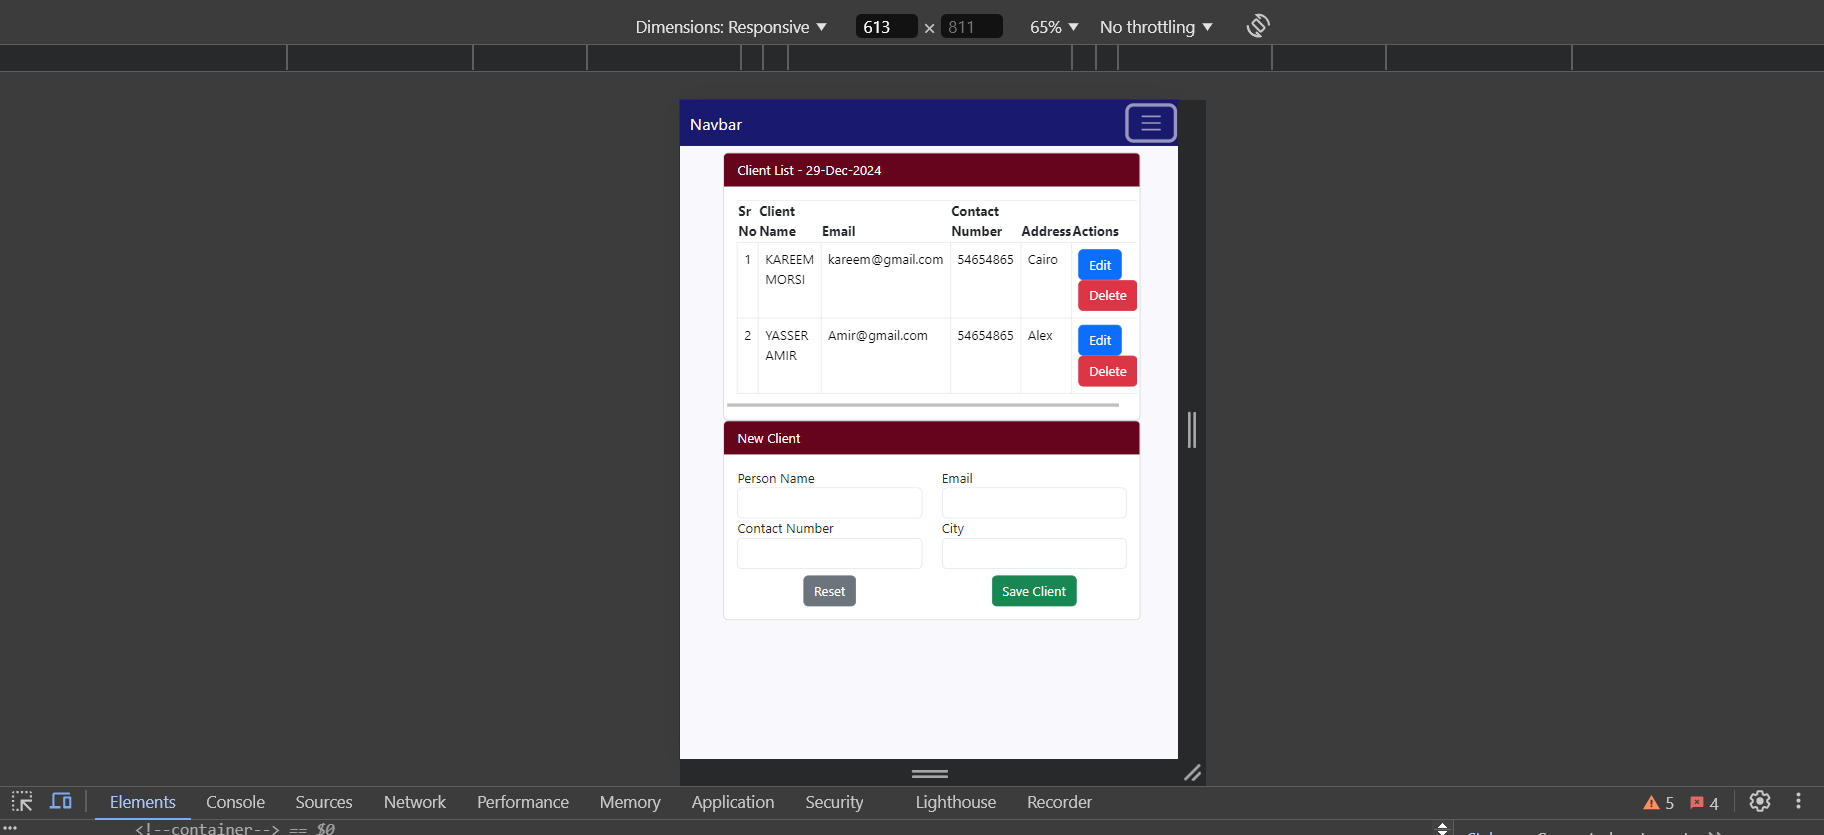 Dimensions: Responsive ▼ 613 × 811 65% ▼ No throttling ▼
Navbar
Client List - 29-Dec-2024
Sr No Client Name Email Contact Number Address Actions
1 KAREEM MORSI kareem@gmail.com 54654865 Cairo Edit Delete
2 YASSER AMIR Amir@gmail.com 54654865 Alex Edit Delete
New Client
Person Name Email
Contact Number City
Reset Save Client
Elements Console Sources Network Performance Memory Application Security Lighthouse Recorder 5 4
<!--container--> == $0